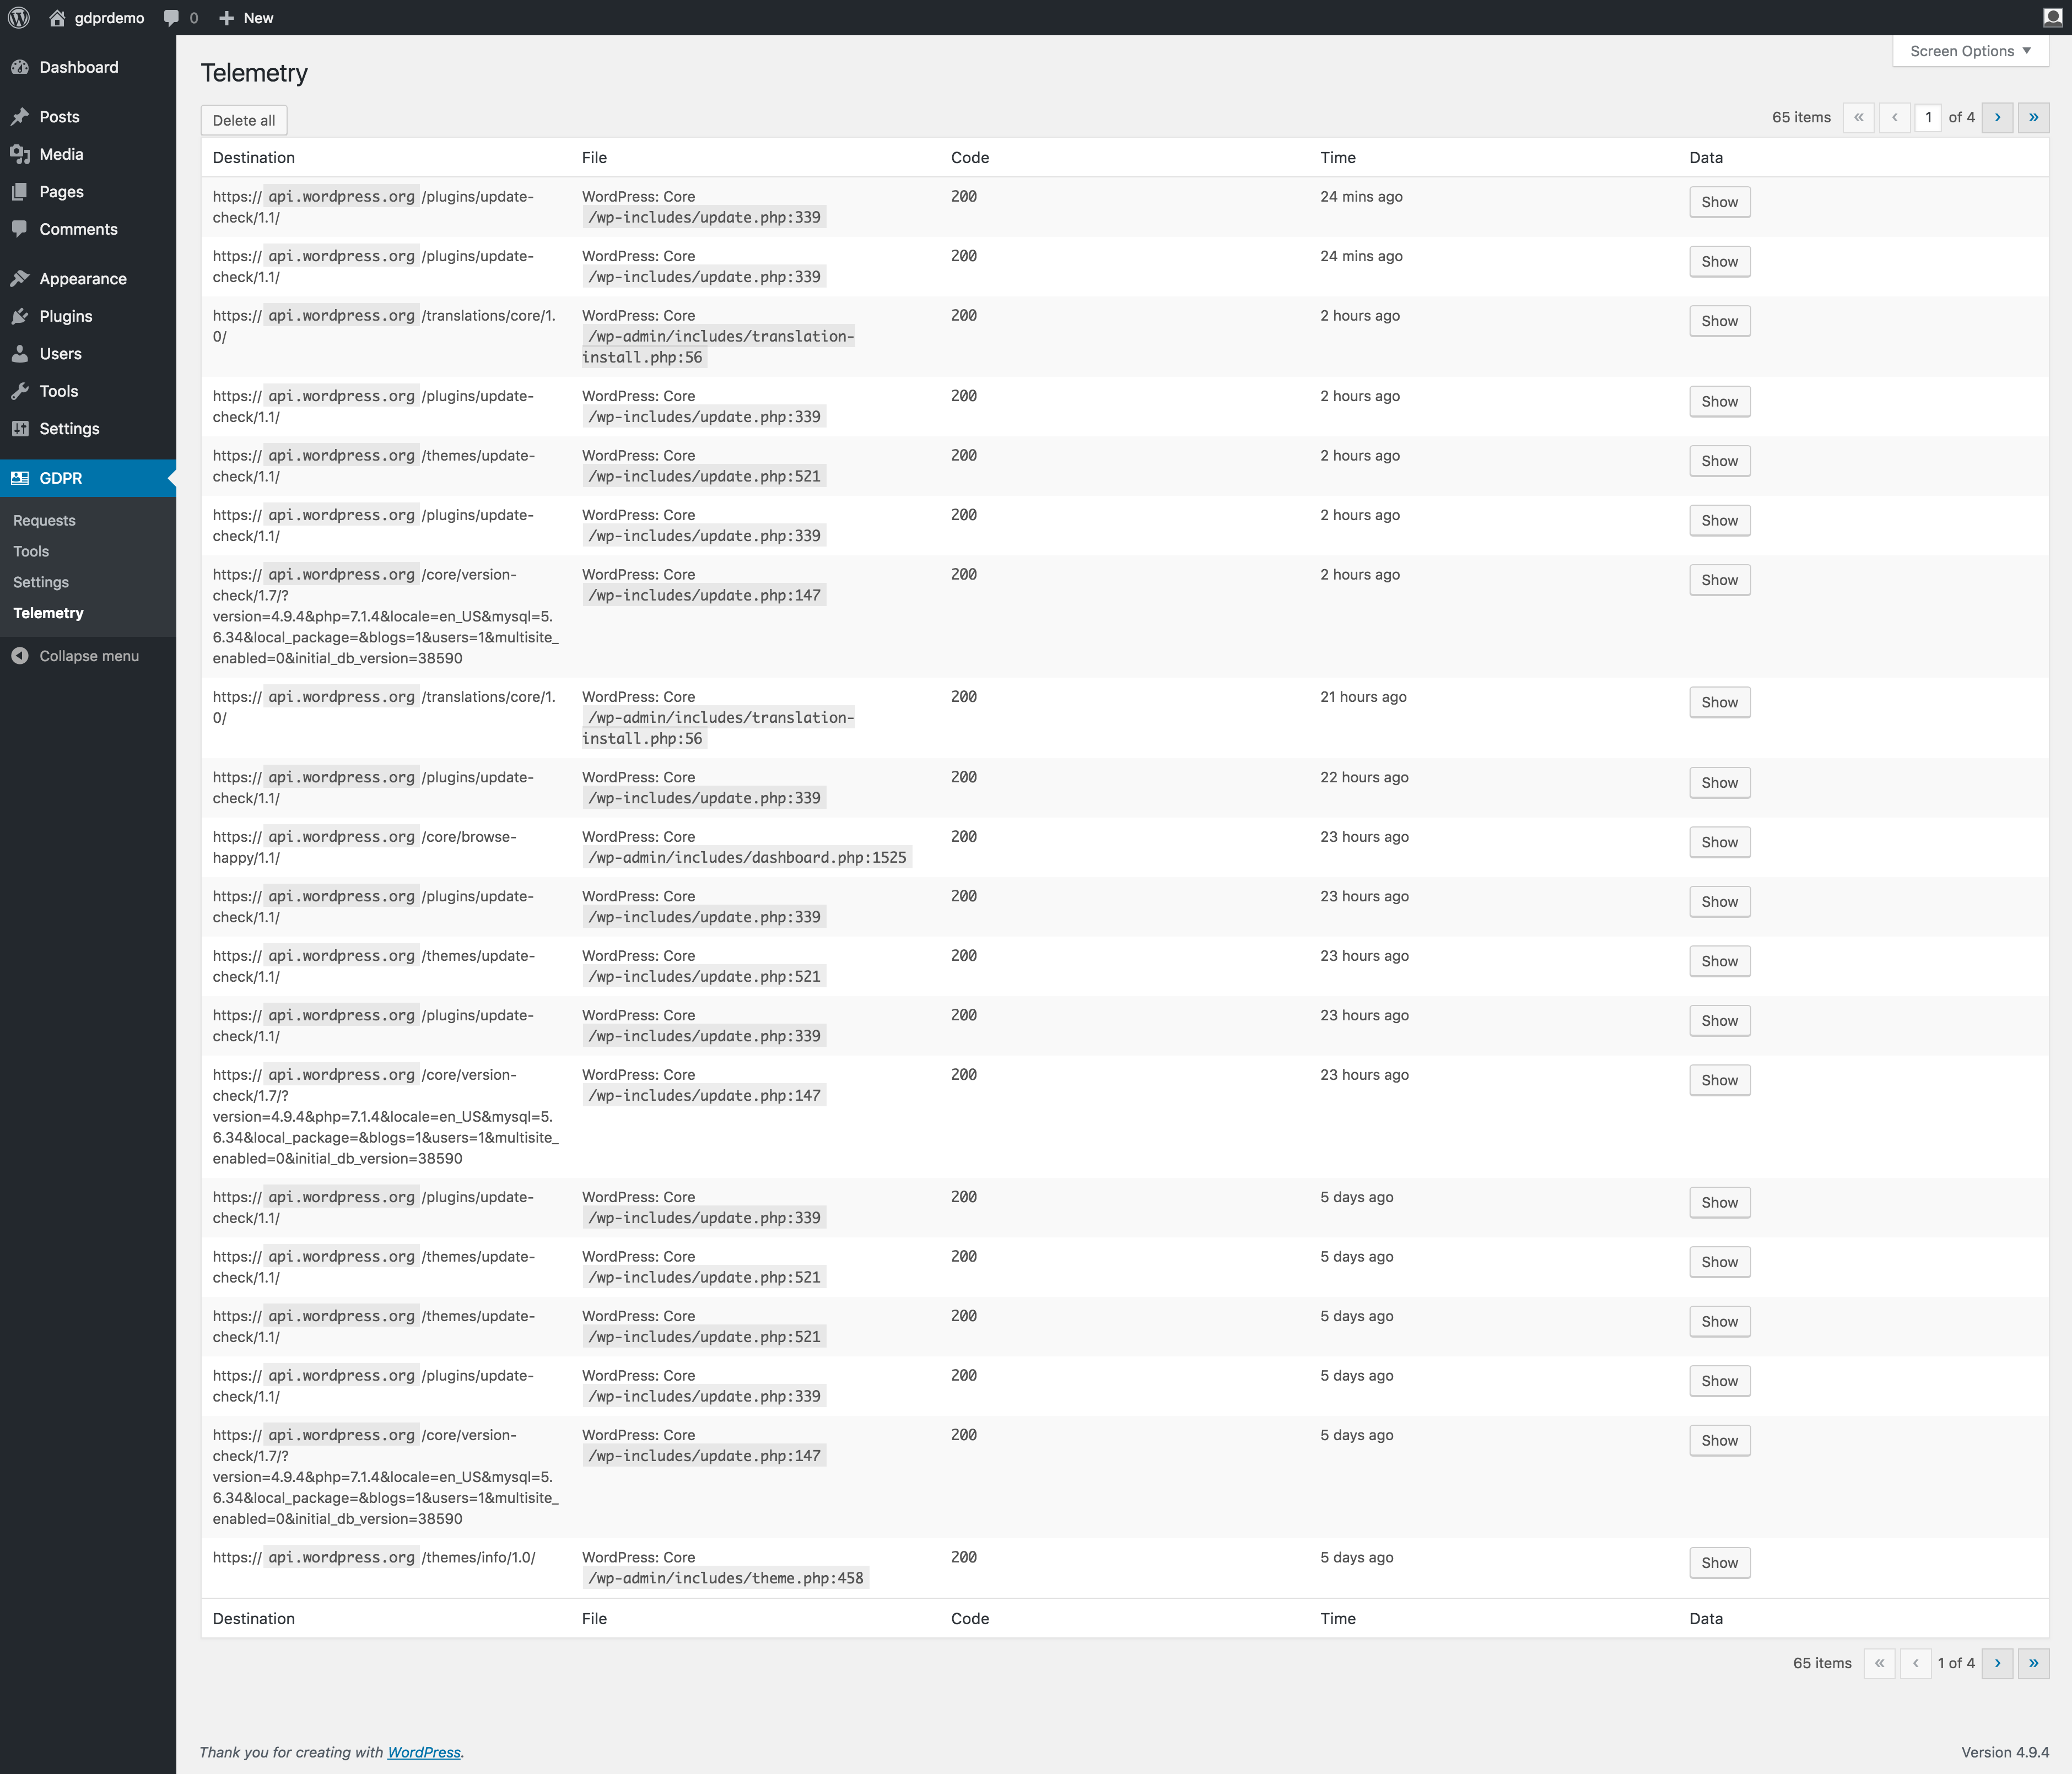 gdprdemo 0 New
Screen Options
Dashboard
Posts
Media
Pages
Comments
Appearance
Plugins
Users
Tools
Settings
GDPR
Requests
Tools
Settings
Telemetry
Collapse menu
Telemetry
Delete all
65 items « ‹ 1 of 4 › »
Destination File Code Time Data
https:// api.wordpress.org /plugins/update- WordPress: Core 200 24 mins ago Show
check/1.1/ /wp-includes/update.php:339
https:// api.wordpress.org /plugins/update- WordPress: Core 200 24 mins ago Show
check/1.1/ /wp-includes/update.php:339
https:// api.wordpress.org /translations/core/1. WordPress: Core 200 2 hours ago Show
0/ /wp-admin/includes/translation-
install.php:56
https:// api.wordpress.org /plugins/update- WordPress: Core 200 2 hours ago Show
check/1.1/ /wp-includes/update.php:339
https:// api.wordpress.org /themes/update- WordPress: Core 200 2 hours ago Show
check/1.1/ /wp-includes/update.php:521
https:// api.wordpress.org /plugins/update- WordPress: Core 200 2 hours ago Show
check/1.1/ /wp-includes/update.php:339
https:// api.wordpress.org /core/version- WordPress: Core 200 2 hours ago Show
check/1.7/? /wp-includes/update.php:147
version=4.9.4&php=7.1.4&locale=en_US&mysql=5.
6.34&local_package=&blogs=1&users=1&multisite_
enabled=0&initial_db_version=38590
https:// api.wordpress.org /translations/core/1. WordPress: Core 200 21 hours ago Show
0/ /wp-admin/includes/translation-
install.php:56
https:// api.wordpress.org /plugins/update- WordPress: Core 200 22 hours ago Show
check/1.1/ /wp-includes/update.php:339
https:// api.wordpress.org /core/browse- WordPress: Core 200 23 hours ago Show
happy/1.1/ /wp-admin/includes/dashboard.php:1525
https:// api.wordpress.org /plugins/update- WordPress: Core 200 23 hours ago Show
check/1.1/ /wp-includes/update.php:339
https:// api.wordpress.org /themes/update- WordPress: Core 200 23 hours ago Show
check/1.1/ /wp-includes/update.php:521
https:// api.wordpress.org /plugins/update- WordPress: Core 200 23 hours ago Show
check/1.1/ /wp-includes/update.php:339
https:// api.wordpress.org /core/version- WordPress: Core 200 23 hours ago Show
check/1.7/? /wp-includes/update.php:147
version=4.9.4&php=7.1.4&locale=en_US&mysql=5.
6.34&local_package=&blogs=1&users=1&multisite_
enabled=0&initial_db_version=38590
https:// api.wordpress.org /plugins/update- WordPress: Core 200 5 days ago Show
check/1.1/ /wp-includes/update.php:339
https:// api.wordpress.org /themes/update- WordPress: Core 200 5 days ago Show
check/1.1/ /wp-includes/update.php:521
https:// api.wordpress.org /themes/update- WordPress: Core 200 5 days ago Show
check/1.1/ /wp-includes/update.php:521
https:// api.wordpress.org /plugins/update- WordPress: Core 200 5 days ago Show
check/1.1/ /wp-includes/update.php:339
https:// api.wordpress.org /core/version- WordPress: Core 200 5 days ago Show
check/1.7/? /wp-includes/update.php:147
version=4.9.4&php=7.1.4&locale=en_US&mysql=5.
6.34&local_package=&blogs=1&users=1&multisite_
enabled=0&initial_db_version=38590
https:// api.wordpress.org /themes/info/1.0/ WordPress: Core 200 5 days ago Show
/wp-admin/includes/theme.php:458
Destination File Code Time Data
65 items « ‹ 1 of 4 › »
Thank you for creating with WordPress. Version 4.9.4